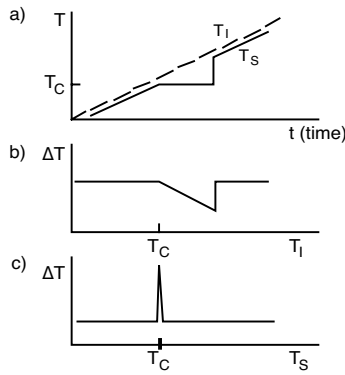 a) T
T_I
T_S
T_C
t (time)
b) ΔT
T_C T_I
c) ΔT
T_C T_S